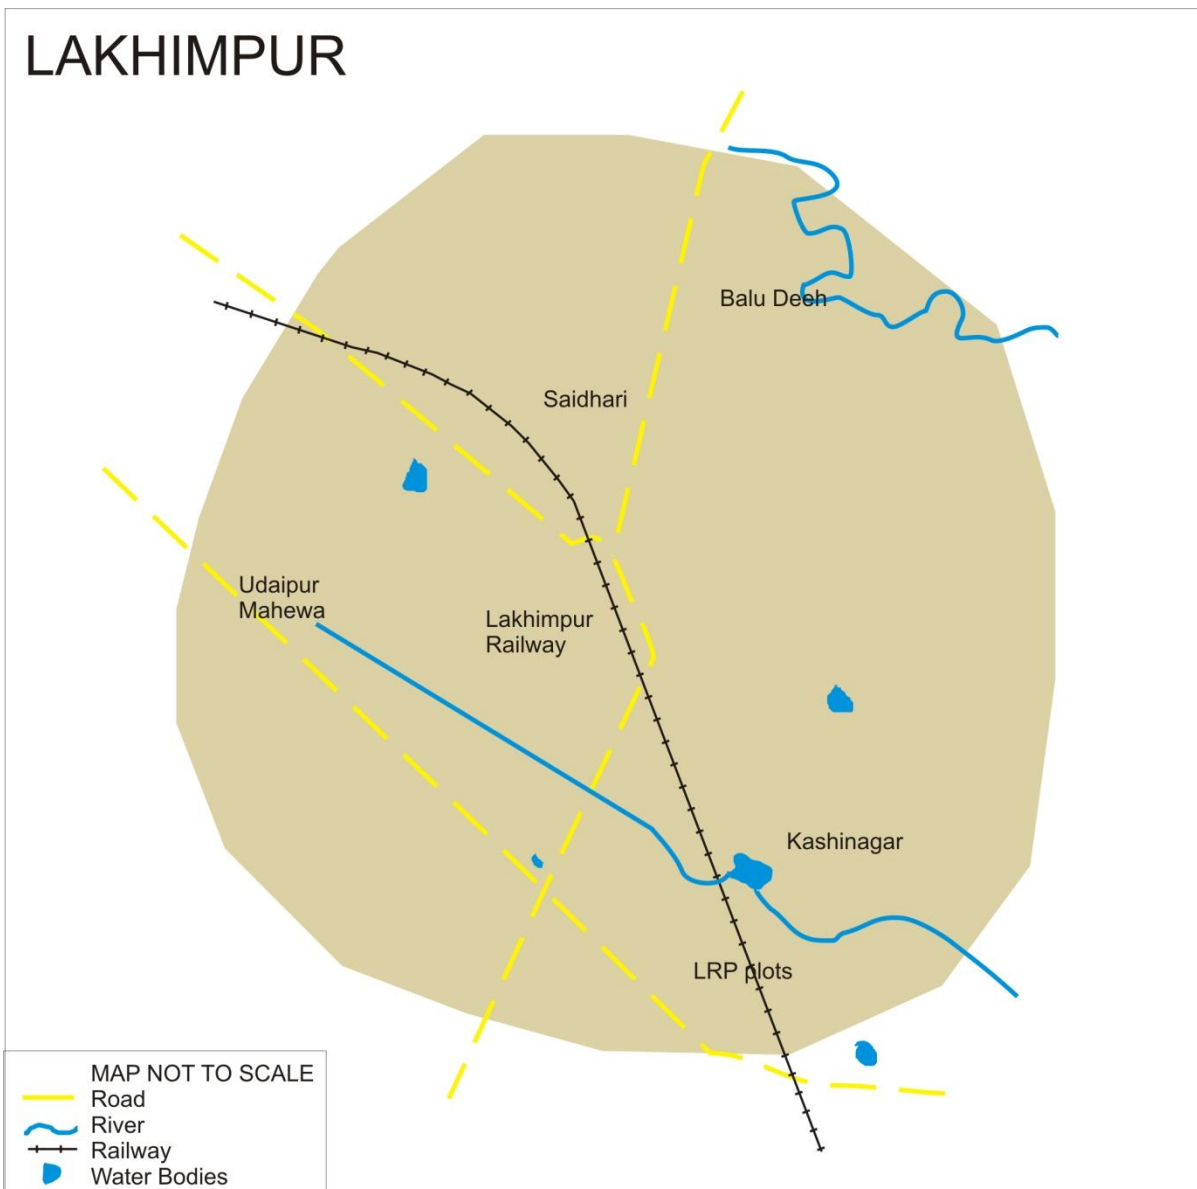 LAKHIMPUR
Balu Deeh
Saidhari
Udaipur
Mahewa
Lakhimpur
Railway
Kashinagar
LRP plots
MAP NOT TO SCALE
Road
River
Railway
Water Bodies